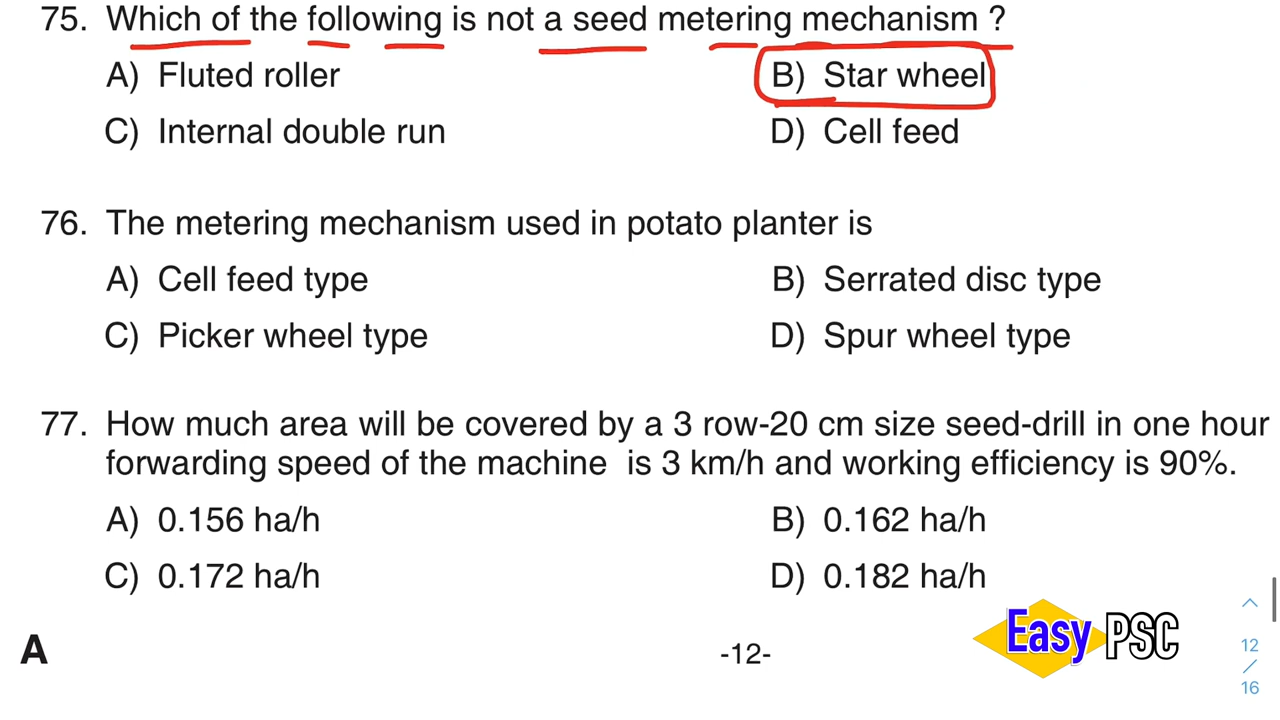 75. Which of the following is not a seed metering mechanism ?
A) Fluted roller B) Star wheel
C) Internal double run D) Cell feed
76. The metering mechanism used in potato planter is
A) Cell feed type B) Serrated disc type
C) Picker wheel type D) Spur wheel type
77. How much area will be covered by a 3 row-20 cm size seed-drill in one hour
forwarding speed of the machine is 3 km/h and working efficiency is 90%.
A) 0.156 ha/h B) 0.162 ha/h
C) 0.172 ha/h D) 0.182 ha/h
A -12- Easy PSC
12
/
16